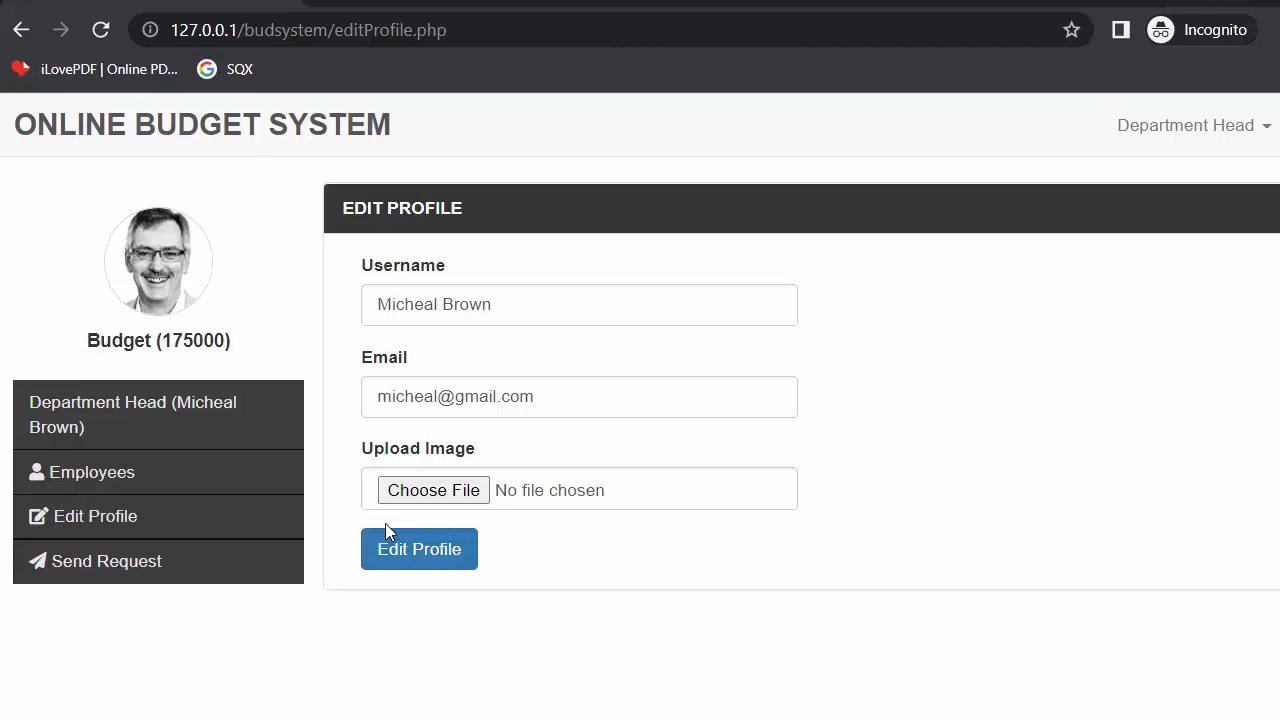 127.0.0.1/budsystem/editProfile.php
Incognito
iLovePDF | Online PD...
SQX
ONLINE BUDGET SYSTEM
Department Head
Budget (175000)
Department Head (Micheal
Brown)
Employees
Edit Profile
Send Request
EDIT PROFILE
Username
Micheal Brown
Email
micheal@gmail.com
Upload Image
Choose File No file chosen
Edit Profile